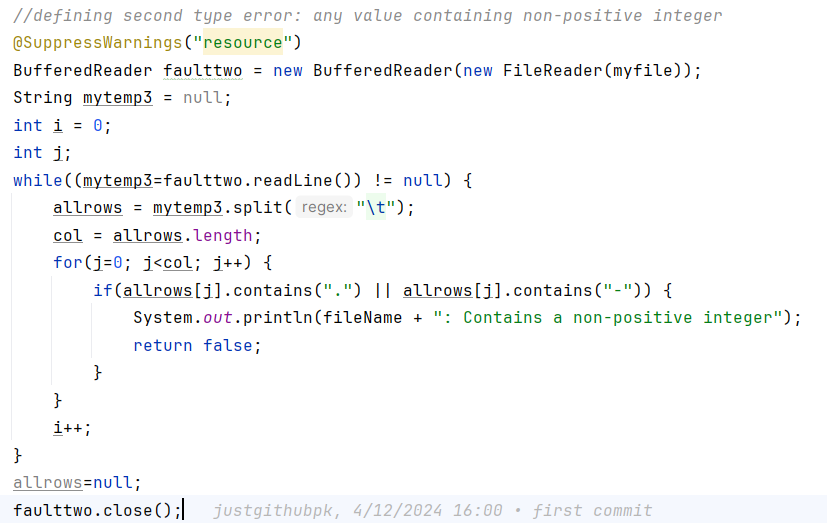 //defining second type error: any value containing non-positive integer
@SuppressWarnings("resource")
BufferedReader faulttwo = new BufferedReader(new FileReader(myfile));
String mytemp3 = null;
int i = 0;
int j;
while((mytemp3=faulttwo.readLine()) != null) {
    allrows = mytemp3.split( regex: "\t");
    col = allrows.length;
    for(j=0; j<col; j++) {
        if(allrows[j].contains(".") || allrows[j].contains("-")) {
            System.out.println(fileName + ": Contains a non-positive integer");
            return false;
        }
    }
    i++;
}
allrows=null;
faulttwo.close(); justgithubpk, 4/12/2024 16:00 • first commit